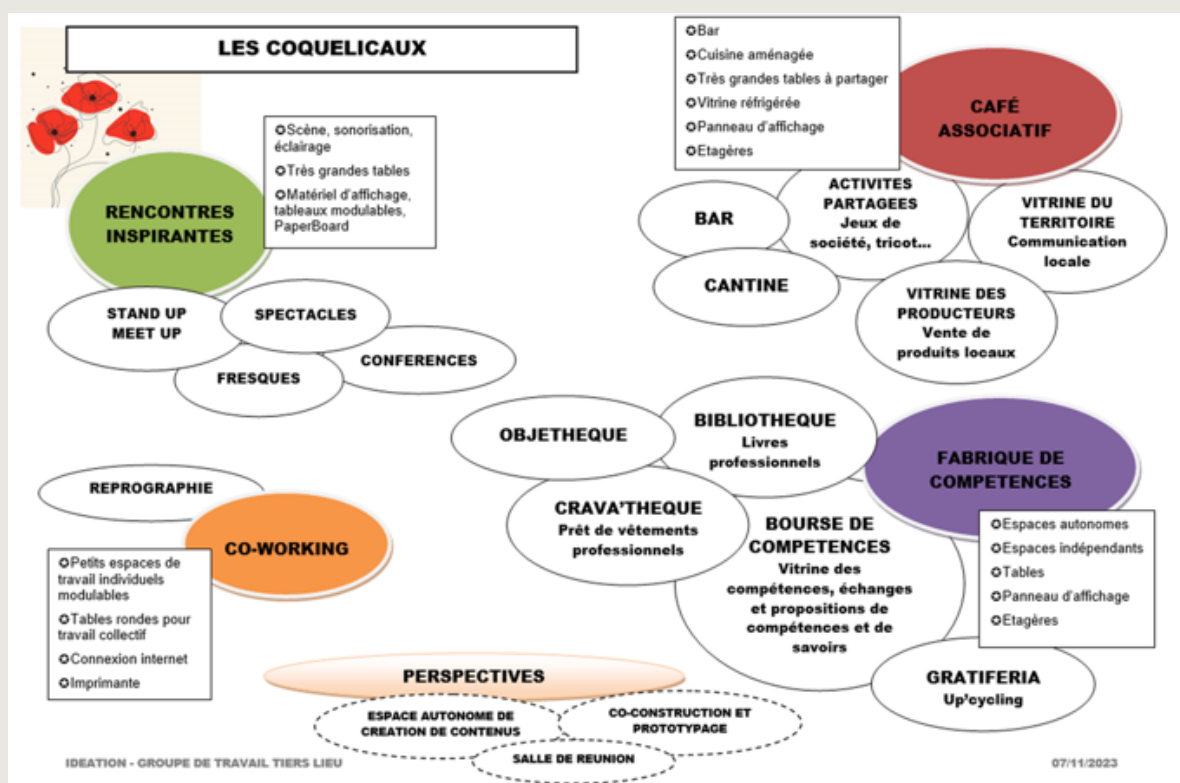 LES COQUELICAUX
RENCONTRES
INSPIRANTES
✪Scène, sonorisation,
éclairage
✪Très grandes tables
✪Matériel d'affichage,
tableaux modulables,
PaperBoard
STAND UP
MEET UP
SPECTACLES
FRESQUES
CONFERENCES
✪Bar
✪Cuisine aménagée
✪Très grandes tables à partager
✪Vitrine réfrigérée
✪Panneau d'affichage
✪Etagères
CAFÉ
ASSOCIATIF
BAR
CANTINE
ACTIVITES
PARTAGEES
Jeux de
société, tricot...
VITRINE DU
TERRITOIRE
Communication
locale
VITRINE DES
PRODUCTEURS
Vente de
produits locaux
OBJETHEQUE
BIBLIOTHEQUE
Livres
professionnels
FABRIQUE DE
COMPETENCES
CRAVA'THEQUE
Prêt de vêtements
professionnels
BOURSE DE
COMPETENCES
Vitrine des
compétences, échanges
et propositions de
compétences et de
savoirs
✪Espaces autonomes
✪Espaces indépendants
✪Tables
✪Panneau d'affichage
✪Etagères
GRATIFERIA
Up'cycling
REPROGRAPHIE
CO-WORKING
✪Petits espaces de
travail individuels
modulables
✪Tables rondes pour
travail collectif
✪Connexion internet
✪Imprimante
PERSPECTIVES
ESPACE AUTONOME DE
CREATION DE CONTENUS
CO-CONSTRUCTION ET
PROTOTYPAGE
SALLE DE REUNION
IDEATION - GROUPE DE TRAVAIL TIERS LIEU
07/11/2023